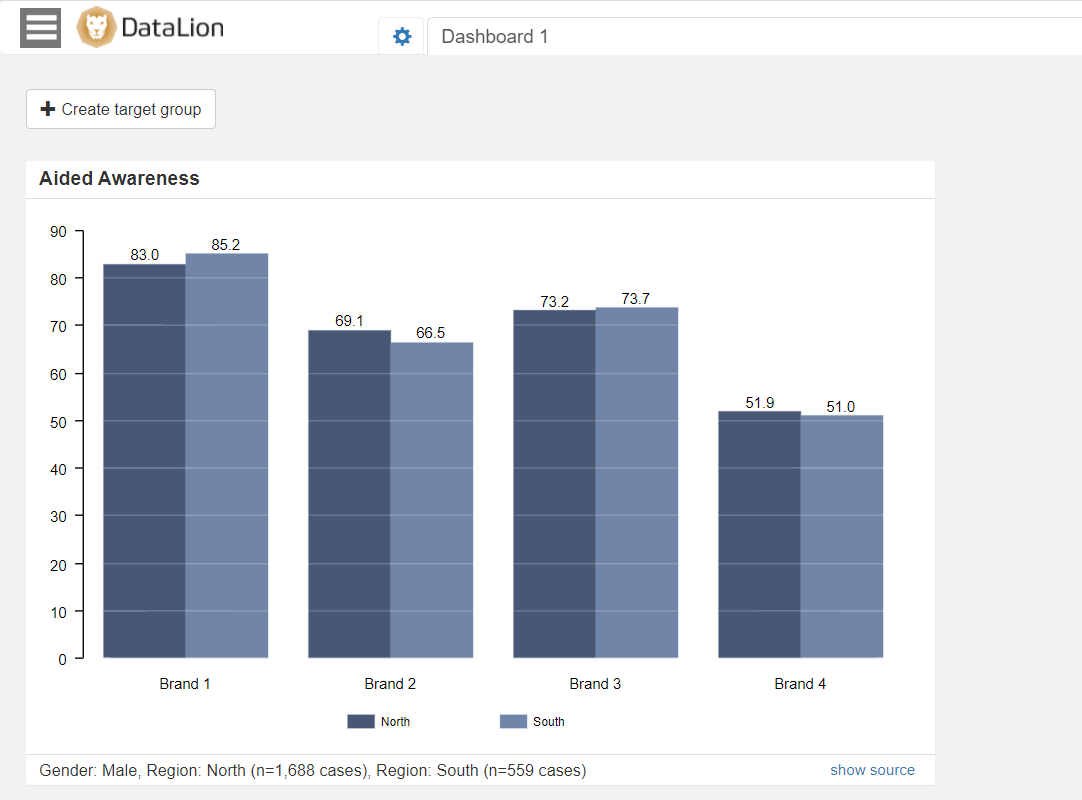 DataLion
Dashboard 1
Create target group
Aided Awareness
90
80
70
60
50
40
30
20
10
0
83.0 85.2
69.1 66.5
73.2 73.7
51.9 51.0
Brand 1 Brand 2 Brand 3 Brand 4
North South
Gender: Male, Region: North (n=1,688 cases), Region: South (n=559 cases) show source